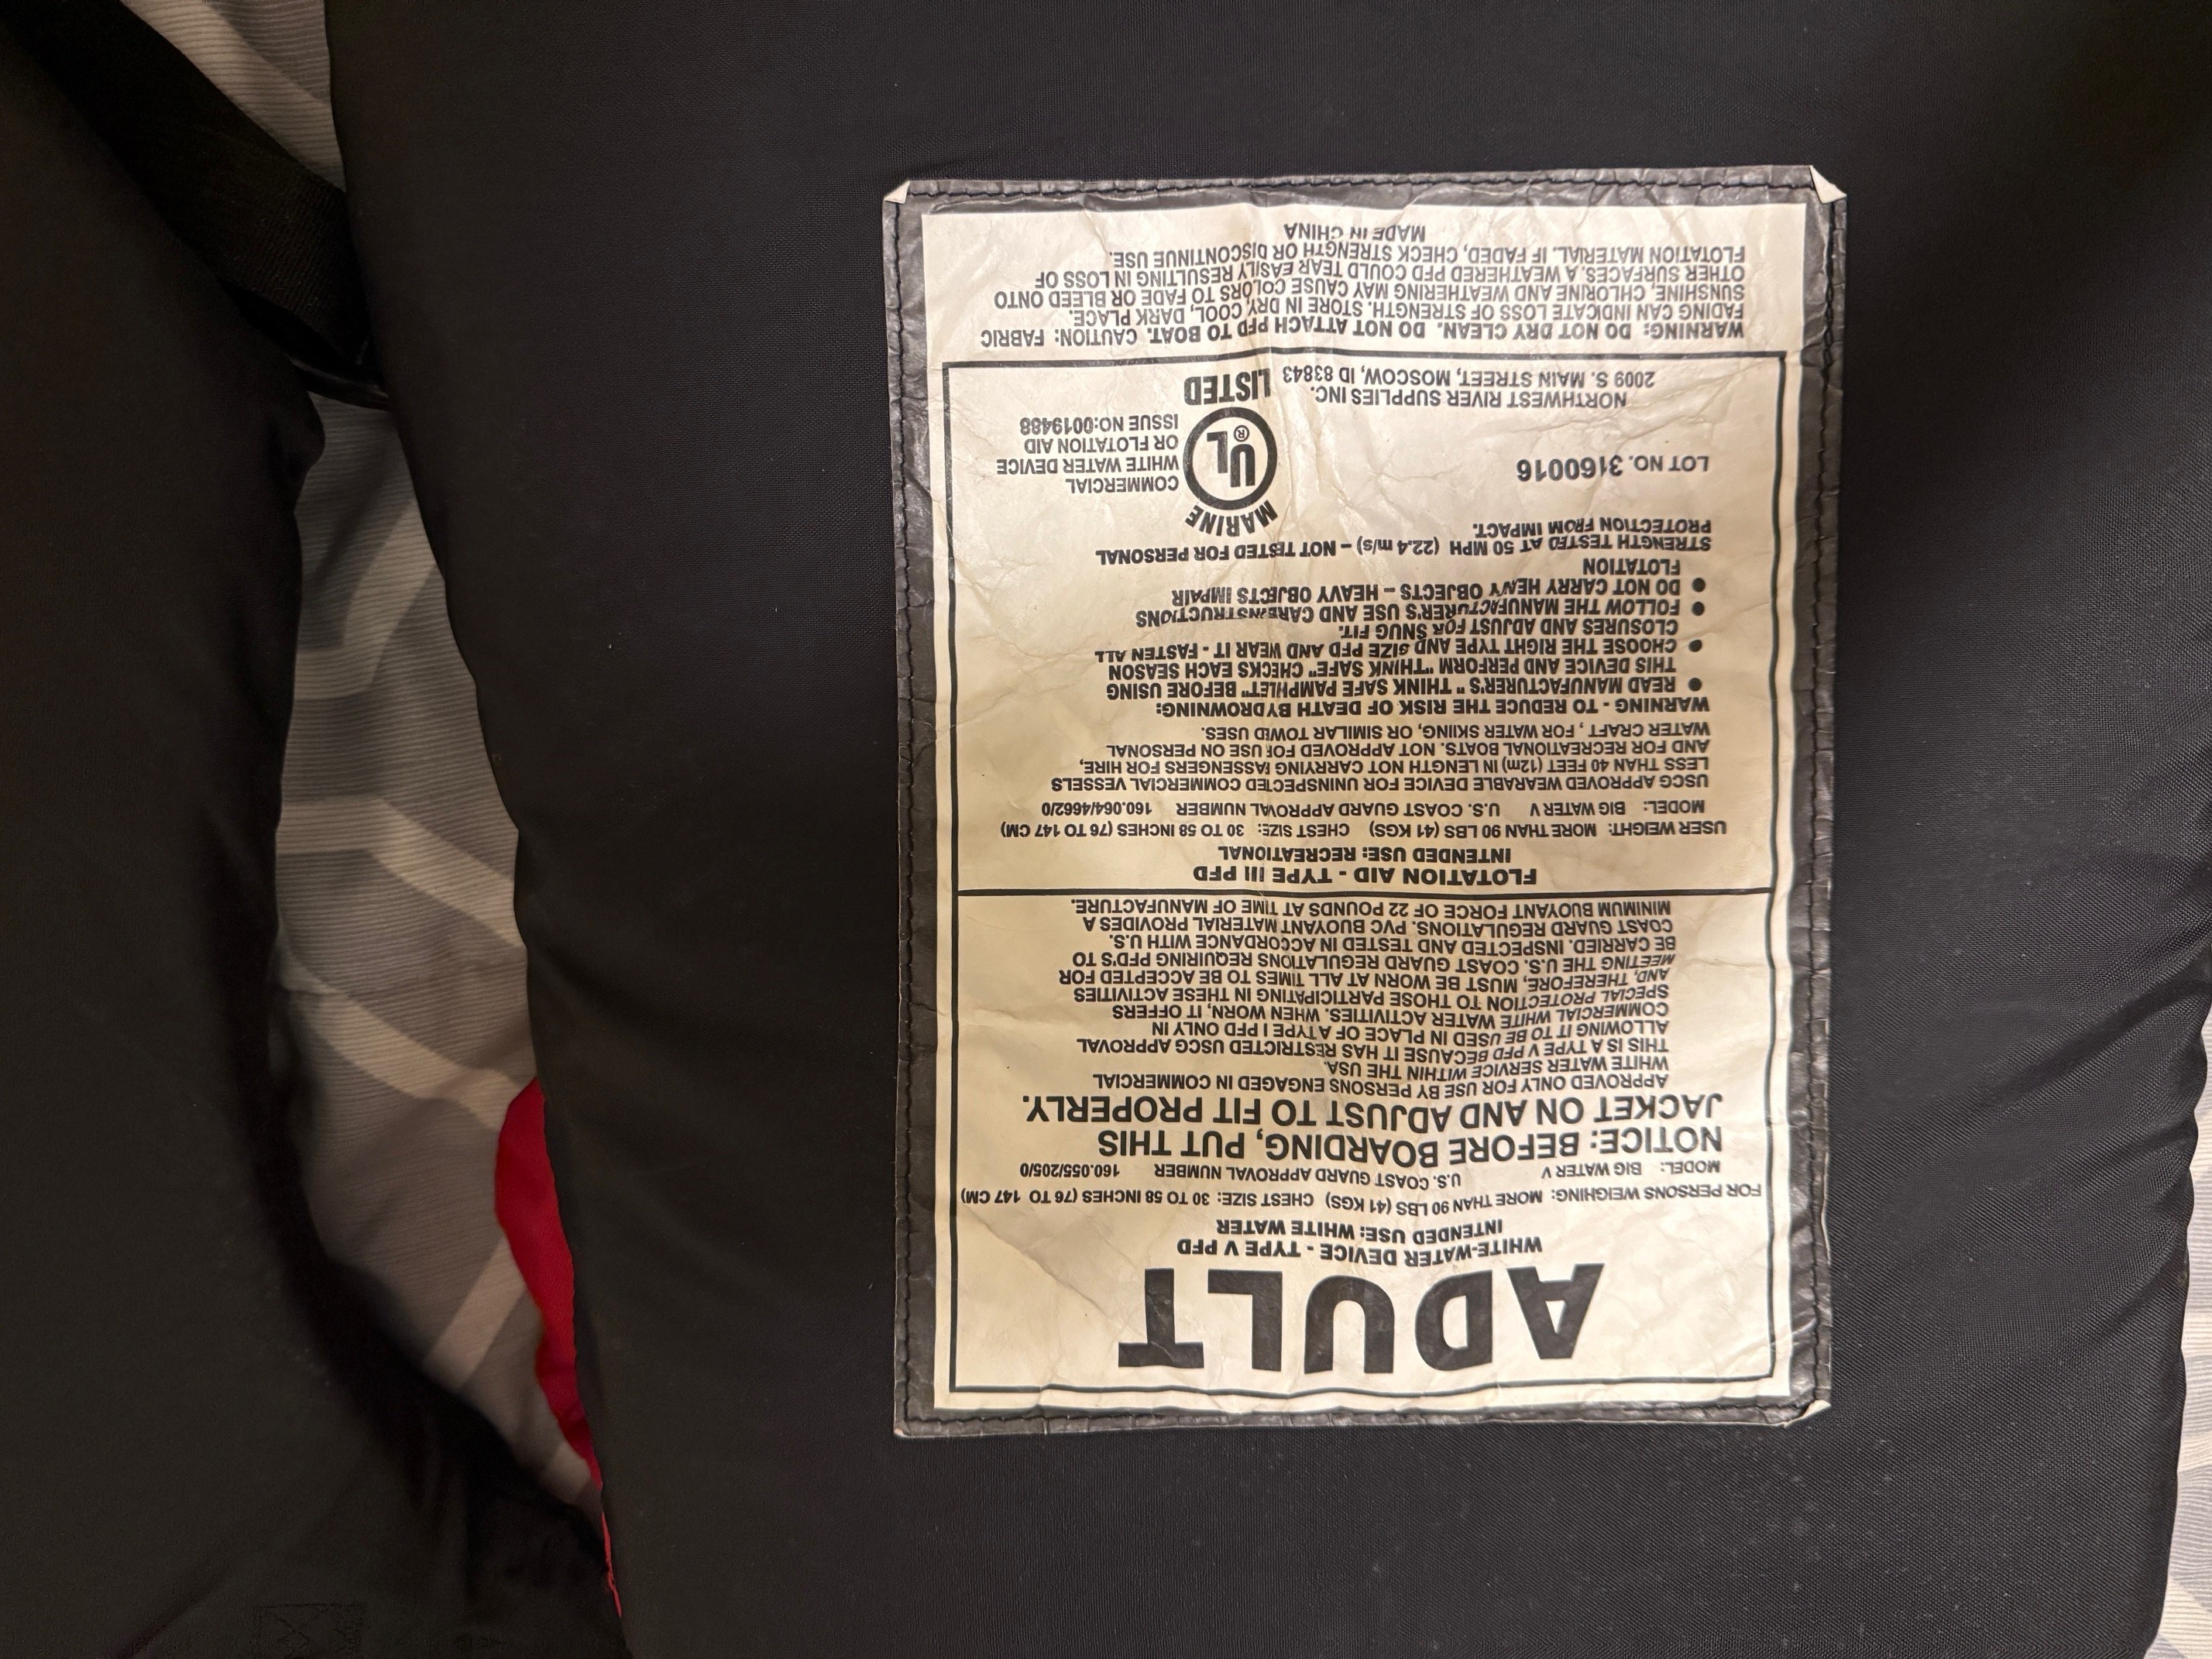 ADULT
WHITE-WATER DEVICE - TYPE V PFD
INTENDED USE: WHITE WATER
FOR PERSONS WEIGHING: MORE THAN 90 LBS (41 KGS) CHEST SIZE: 30 TO 58 INCHES (76 TO 147 CM)
MODEL: BIG WATER V U.S. COAST GUARD APPROVAL NUMBER 160.055/205/0
NOTICE: BEFORE BOARDING, PUT THIS
JACKET ON AND ADJUST TO FIT PROPERLY.
APPROVED ONLY FOR USE BY PERSONS ENGAGED IN COMMERCIAL
WHITE WATER SERVICE WITHIN THE USA.
THIS IS A TYPE V PFD BECAUSE IT HAS RESTRICTED USCG APPROVAL
ALLOWING IT TO BE USED IN PLACE OF A TYPE I PFD ONLY IN
COMMERCIAL WHITE WATER ACTIVITIES. WHEN WORN, IT OFFERS
SPECIAL PROTECTION TO THOSE PARTICIPATING IN THESE ACTIVITIES
AND, THEREFORE, MUST BE WORN AT ALL TIMES TO BE ACCEPTED FOR
MEETING THE U.S. COAST GUARD REGULATIONS REQUIRING PFD'S TO
BE CARRIED. INSPECTED AND TESTED IN ACCORDANCE WITH U.S.
COAST GUARD REGULATIONS. PVC BUOYANT MATERIAL PROVIDES A
MINIMUM BUOYANT FORCE OF 22 POUNDS AT TIME OF MANUFACTURE.
FLOTATION AID - TYPE III PFD
INTENDED USE: RECREATIONAL
USER WEIGHT: MORE THAN 90 LBS (41 KGS) CHEST SIZE: 30 TO 58 INCHES (76 TO 147 CM)
MODEL: BIG WATER V U.S. COAST GUARD APPROVAL NUMBER 160.064/4662/0
USCG APPROVED WEARABLE DEVICE FOR UNINSPECTED COMMERCIAL VESSELS
LESS THAN 40 FEET (12m) IN LENGTH NOT CARRYING PASSENGERS FOR HIRE,
AND FOR RECREATIONAL BOATS. NOT APPROVED FOR USE ON PERSONAL
WATER CRAFT , FOR WATER SKIING, OR SIMILAR TOWED USES.
WARNING - TO REDUCE THE RISK OF DEATH BY DROWNING:
● READ MANUFACTURER'S " THINK SAFE PAMPHLET" BEFORE USING
THIS DEVICE AND PERFORM "THINK SAFE" CHECKS EACH SEASON
● CHOOSE THE RIGHT TYPE AND SIZE PFD AND WEAR IT - FASTEN ALL
CLOSURES AND ADJUST FOR SNUG FIT.
● FOLLOW THE MANUFACTURER'S USE AND CARE INSTRUCTIONS
● DO NOT CARRY HEAVY OBJECTS – HEAVY OBJECTS IMPAIR
FLOTATION
STRENGTH TESTED AT 50 MPH (22.4 m/s) – NOT TESTED FOR PERSONAL
PROTECTION FROM IMPACT.
LOT NO. 3160016
NORTHWEST RIVER SUPPLIES INC.
2009 S. MAIN STREET, MOSCOW, ID 83843
MARINE
UL®
LISTED
COMMERCIAL
WHITE WATER DEVICE
OR FLOTATION AID
ISSUE NO:0019488
WARNING: DO NOT DRY CLEAN. DO NOT ATTACH PFD TO BOAT. CAUTION: FABRIC
FADING CAN INDICATE LOSS OF STRENGTH. STORE IN DRY, COOL, DARK PLACE.
SUNSHINE, CHLORINE AND WEATHERING MAY CAUSE COLORS TO FADE OR BLEED ONTO
OTHER SURFACES. A WEATHERED PFD COULD TEAR EASILY RESULTING IN LOSS OF
FLOTATION MATERIAL. IF FADED, CHECK STRENGTH OR DISCONTINUE USE.
MADE IN CHINA